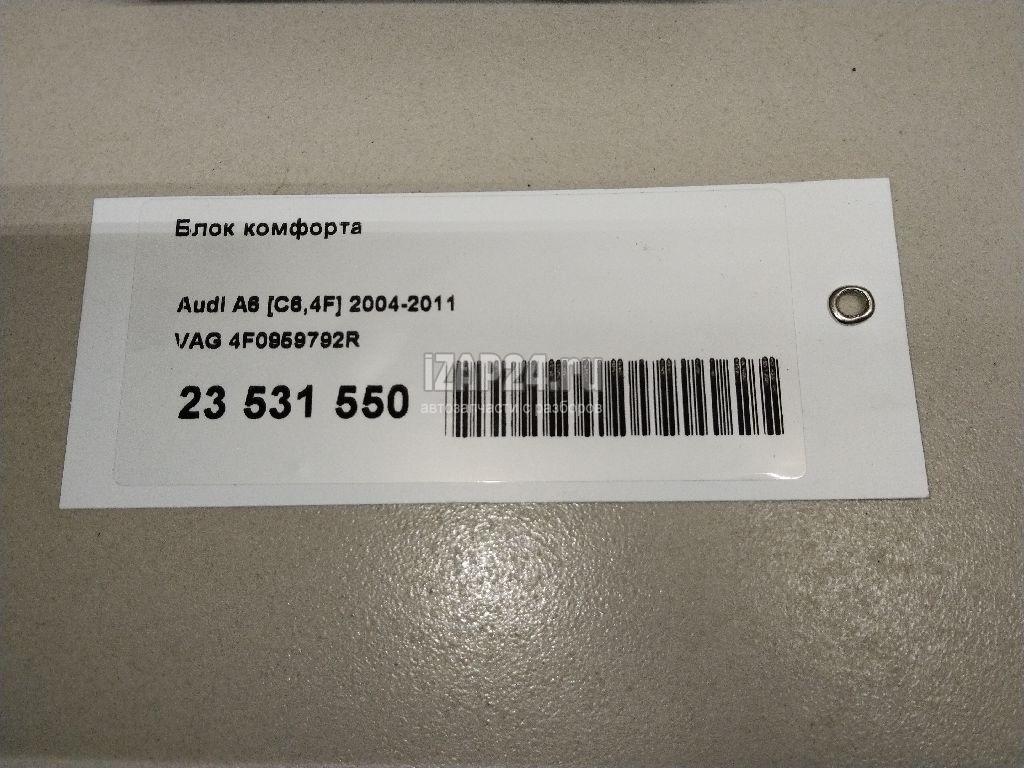 Блок комфорта
Audi A6 [C6,4F] 2004-2011
VAG 4F0959792R
23 531 550
iZAP24.ru
автозапчасти с разборов